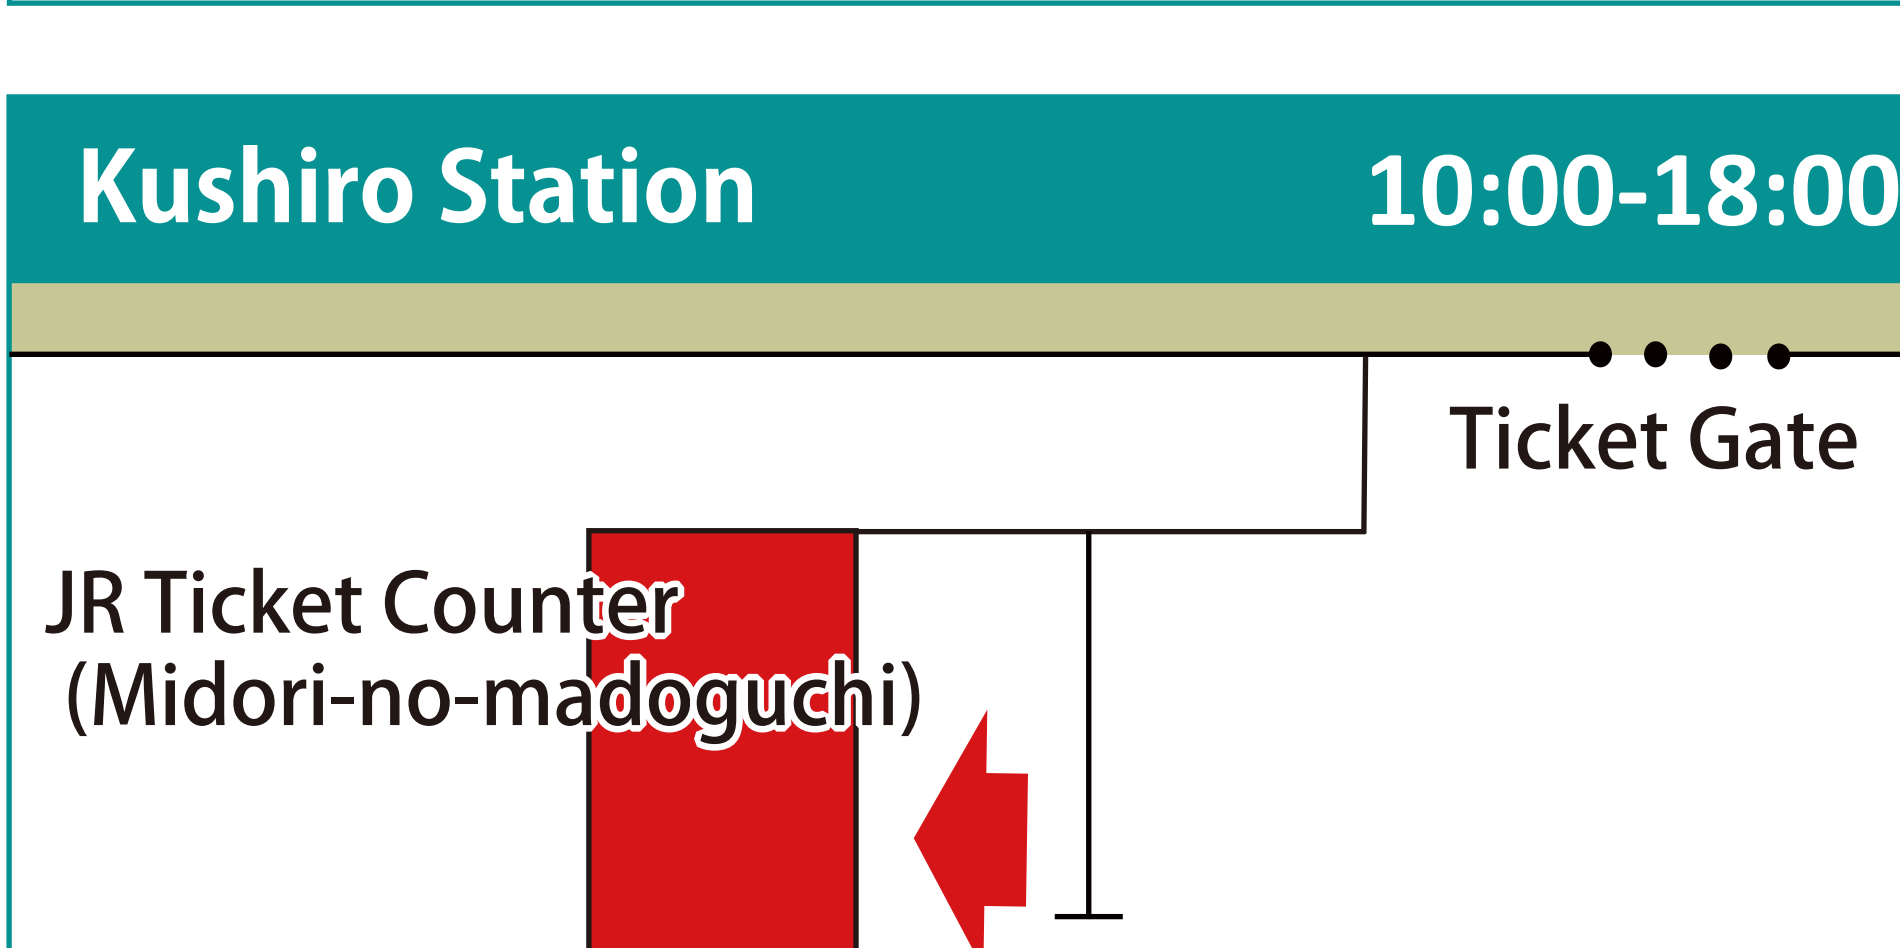 Kushiro Station 10:00-18:00
Ticket Gate
JR Ticket Counter
(Midori-no-madoguchi)